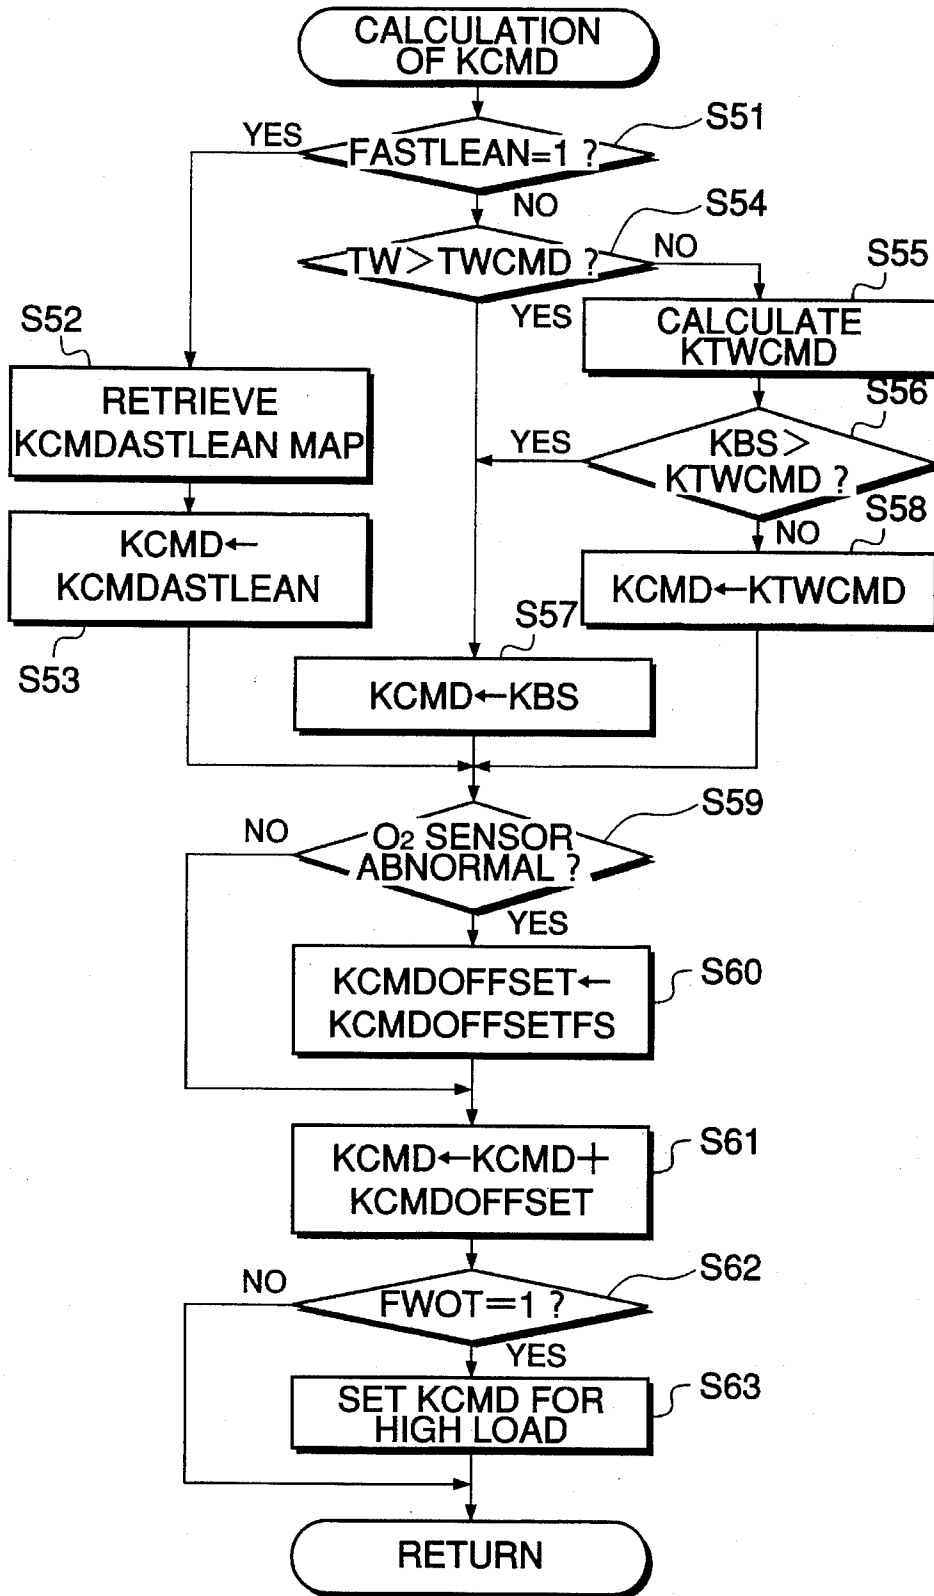 CALCULATION
OF KCMD
S51
YES
FASTLEAN=1 ?
NO
S54
TW>TWCMD ?
NO
YES
S55
CALCULATE
KTWCMD
S52
RETRIEVE
KCMDASTLEAN MAP
S56
YES
KBS>
KTWCMD ?
NO
S58
KCMD←
KCMDASTLEAN
KCMD←KTWCMD
S53
S57
KCMD←KBS
S59
NO
O2 SENSOR
ABNORMAL ?
YES
S60
KCMDOFFSET←
KCMDOFFSETFS
S61
KCMD←KCMD+
KCMDOFFSET
S62
NO
FWOT=1 ?
YES
S63
SET KCMD FOR
HIGH LOAD
RETURN